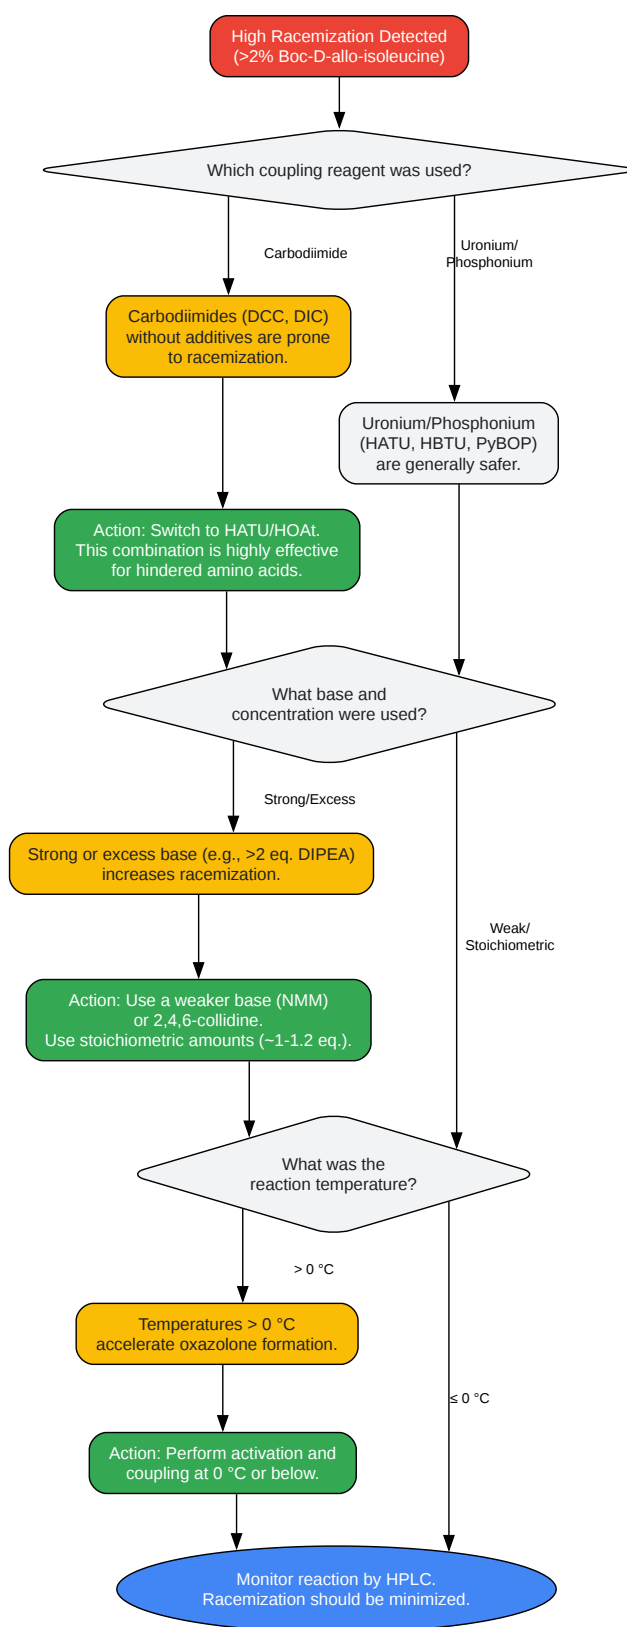 High Racemization Detected
(>2% Boc-D-allo-isoleucine)
Which coupling reagent was used?
Carbodiimide
Uronium/
Phosphonium
Carbodiimides (DCC, DIC)
without additives are prone
to racemization.
Uronium/Phosphonium
(HATU, HBTU, PyBOP)
are generally safer.
Action: Switch to HATU/HOAt.
This combination is highly effective
for hindered amino acids.
What base and
concentration were used?
Strong/Excess
Strong or excess base (e.g., >2 eq. DIPEA)
increases racemization.
Weak/
Stoichiometric
Action: Use a weaker base (NMM)
or 2,4,6-collidine.
Use stoichiometric amounts (~1-1.2 eq.).
What was the
reaction temperature?
> 0 °C
Temperatures > 0 °C
accelerate oxazolone formation.
≤ 0 °C
Action: Perform activation and
coupling at 0 °C or below.
Monitor reaction by HPLC.
Racemization should be minimized.